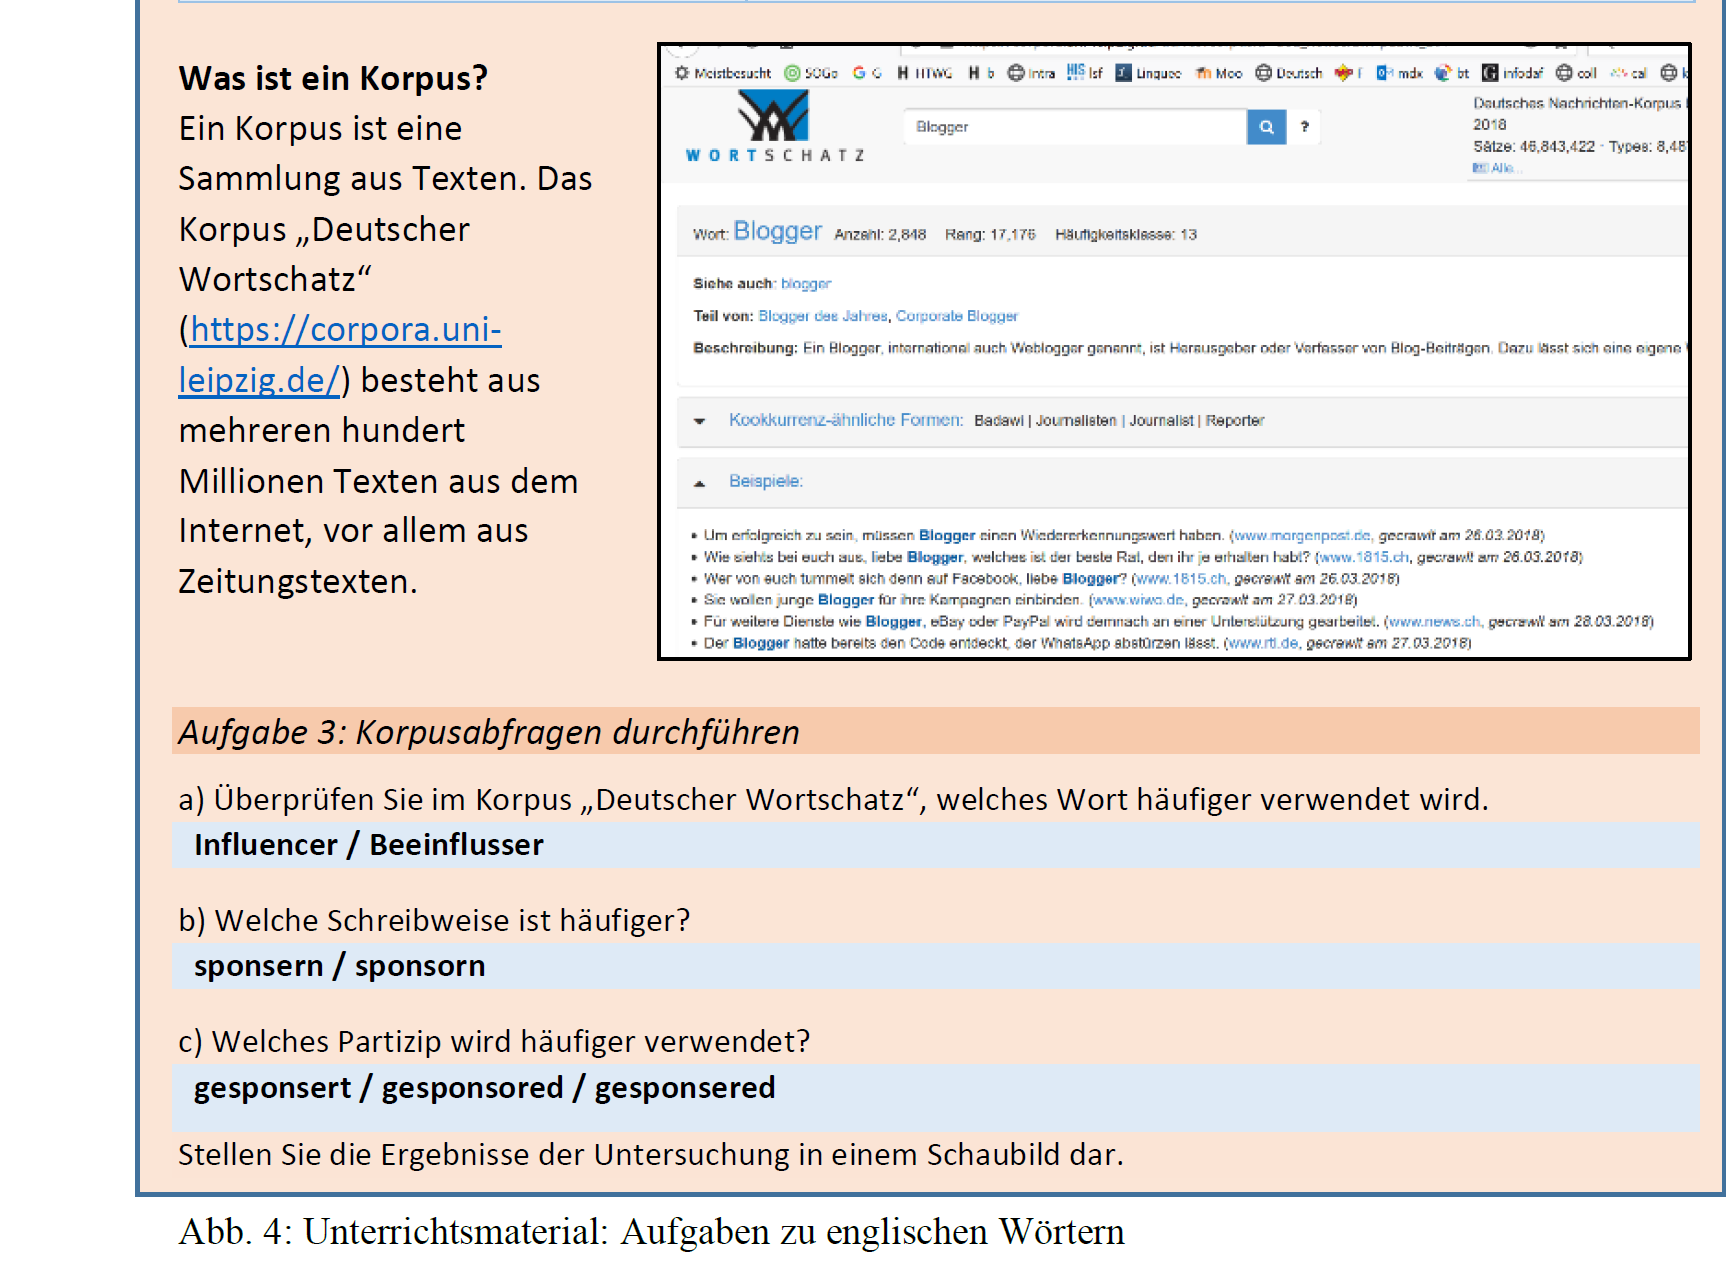 Was ist ein Korpus?
Ein Korpus ist eine
Sammlung aus Texten. Das
Korpus „Deutscher
Wortschatz“
(https://corpora.uni-
leipzig.de/) besteht aus
mehreren hundert
Millionen Texten aus dem
Internet, vor allem aus
Zeitungstexten.
Meistbesucht SOGo G HTWG b Intra lsf Linguee Moo Deutsch f mdx bt infodaf coll cal
WORTSCHATZ
Blogger
?
Deutsches Nachrichten-Korpus
2018
Sätze: 46,843,422 · Types: 8,48
Alle...
Wort: Blogger Anzahl: 2,848 Rang: 17,176 Häufigkeitsklasse: 13
Siehe auch: blogger
Teil von: Blogger des Jahres, Corporate Blogger
Beschreibung: Ein Blogger, international auch Weblogger genannt, ist Herausgeber oder Verfasser von Blog-Beiträgen. Dazu lässt sich eine eigene
Kookkurrenz-ähnliche Formen: Badawi | Journalisten | Journalist | Reporter
Beispiele:
• Um erfolgreich zu sein, müssen Blogger einen Wiedererkennungswert haben. (www.morgenpost.de, gecrawlt am 26.03.2018)
• Wie siehts bei euch aus, liebe Blogger, welches ist der beste Rat, den ihr je erhalten habt? (www.1815.ch, gecrawlt am 26.03.2018)
• Wer von euch tummelt sich denn auf Facebook, liebe Blogger? (www.1815.ch, gecrawlt am 26.03.2018)
• Sie wollen junge Blogger für ihre Kampagnen einbinden. (www.wiwo.de, gecrawlt am 27.03.2018)
• Für weitere Dienste wie Blogger, eBay oder PayPal wird demnach an einer Unterstützung gearbeitet. (www.news.ch, gecrawlt am 28.03.2018)
• Der Blogger hatte bereits den Code entdeckt, der WhatsApp abstürzen lässt. (www.rtl.de, gecrawlt am 27.03.2018)
Aufgabe 3: Korpusabfragen durchführen
a) Überprüfen Sie im Korpus „Deutscher Wortschatz“, welches Wort häufiger verwendet wird.
Influencer / Beeinflusser
b) Welche Schreibweise ist häufiger?
sponsern / sponsorn
c) Welches Partizip wird häufiger verwendet?
gesponsert / gesponsored / gesponsered
Stellen Sie die Ergebnisse der Untersuchung in einem Schaubild dar.
Abb. 4: Unterrichtsmaterial: Aufgaben zu englischen Wörtern